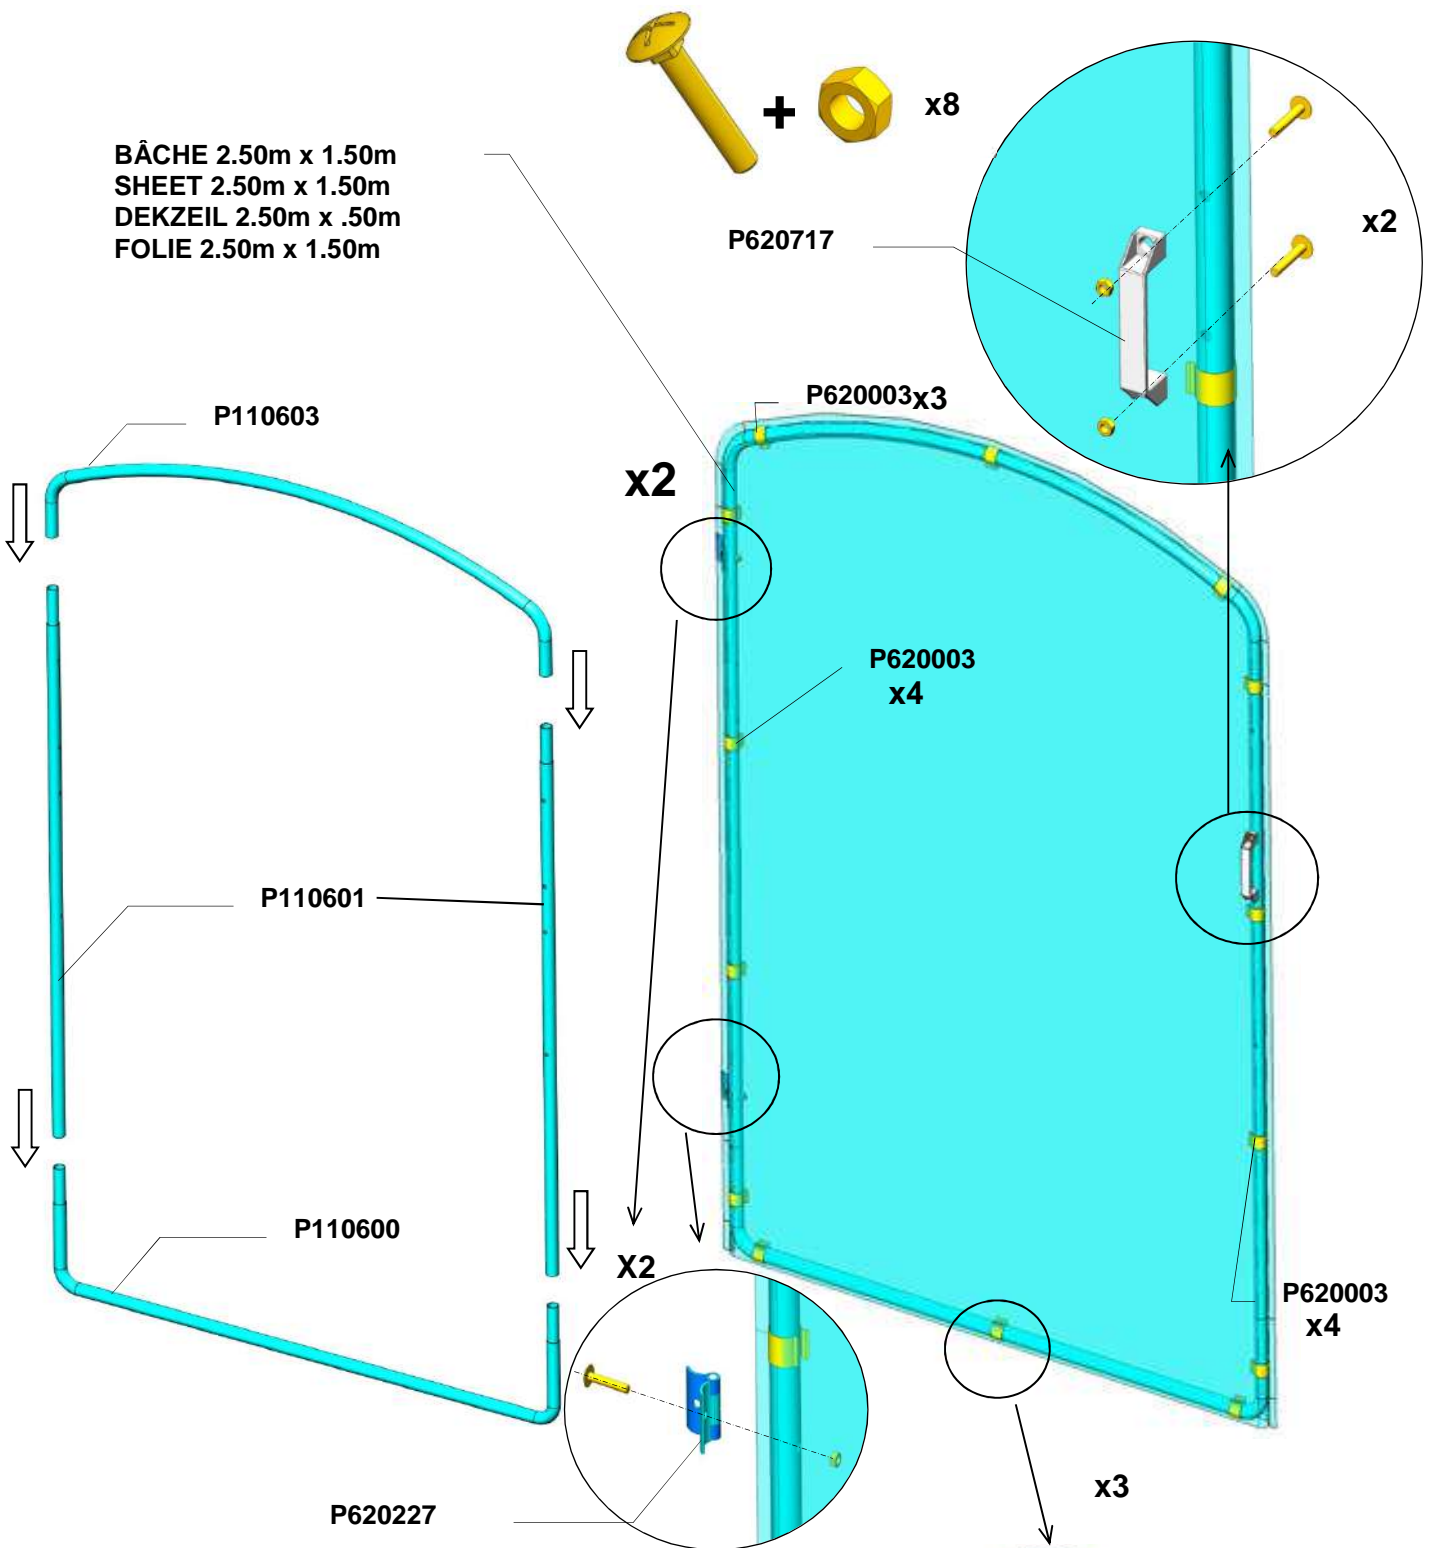 +
x8
BÂCHE 2.50m x 1.50m
SHEET 2.50m x 1.50m
DEKZEIL 2.50m x .50m
FOLIE 2.50m x 1.50m
P620717
x2
P620003x3
P110603
x2
P620003
x4
P110601
P110600
X2
P620003
x4
x3
P620227